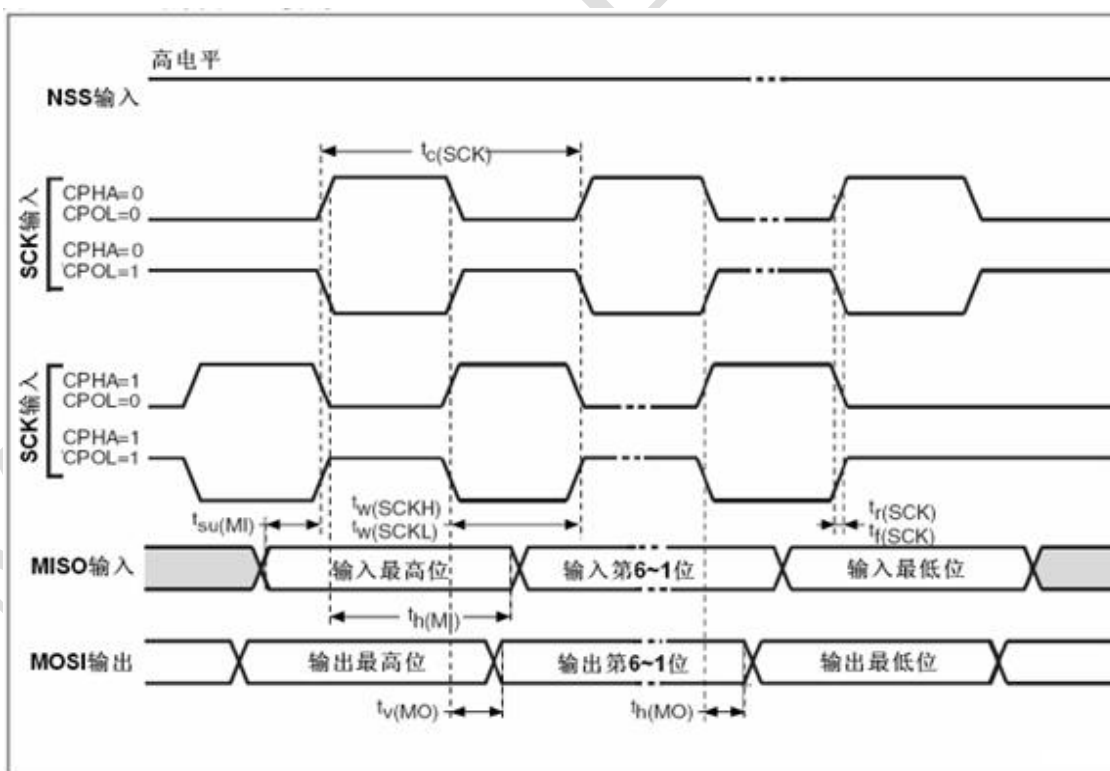 高电平
NSS输入
tc(SCK)
SCK输入
CPHA=0
CPOL=0
CPHA=0
CPOL=1
SCK输入
CPHA=1
CPOL=0
CPHA=1
CPOL=1
tsu(MI)
tw(SCKH)
tw(SCKL)
tr(SCK)
tf(SCK)
MISO输入
输入最高位
输入第6~1位
输入最低位
th(MI)
MOSI输出
输出最高位
输出第6~1位
输出最低位
tv(MO)
th(MO)